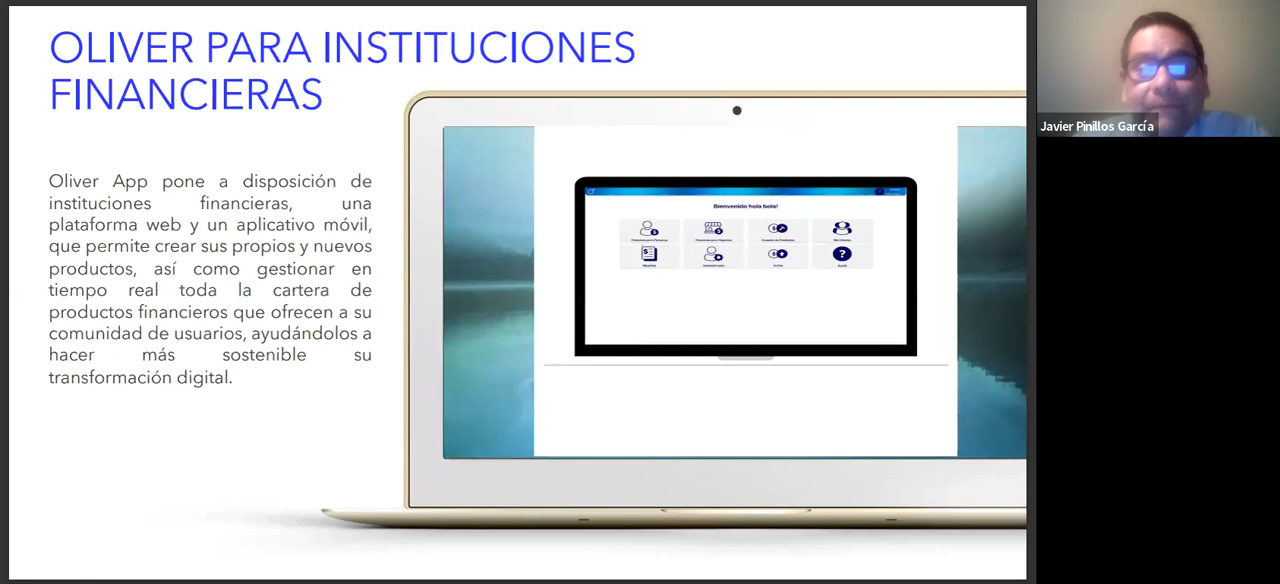 OLIVER PARA INSTITUCIONES
FINANCIERAS
Oliver App pone a disposición de
instituciones financieras, una
plataforma web y un aplicativo móvil,
que permite crear sus propios y nuevos
productos, así como gestionar en
tiempo real toda la cartera de
productos financieros que ofrecen a su
comunidad de usuarios, ayudándolos a
hacer más sostenible su
transformación digital.
Bienvenido hola bola!
Ayuda
Javier Pinillos García